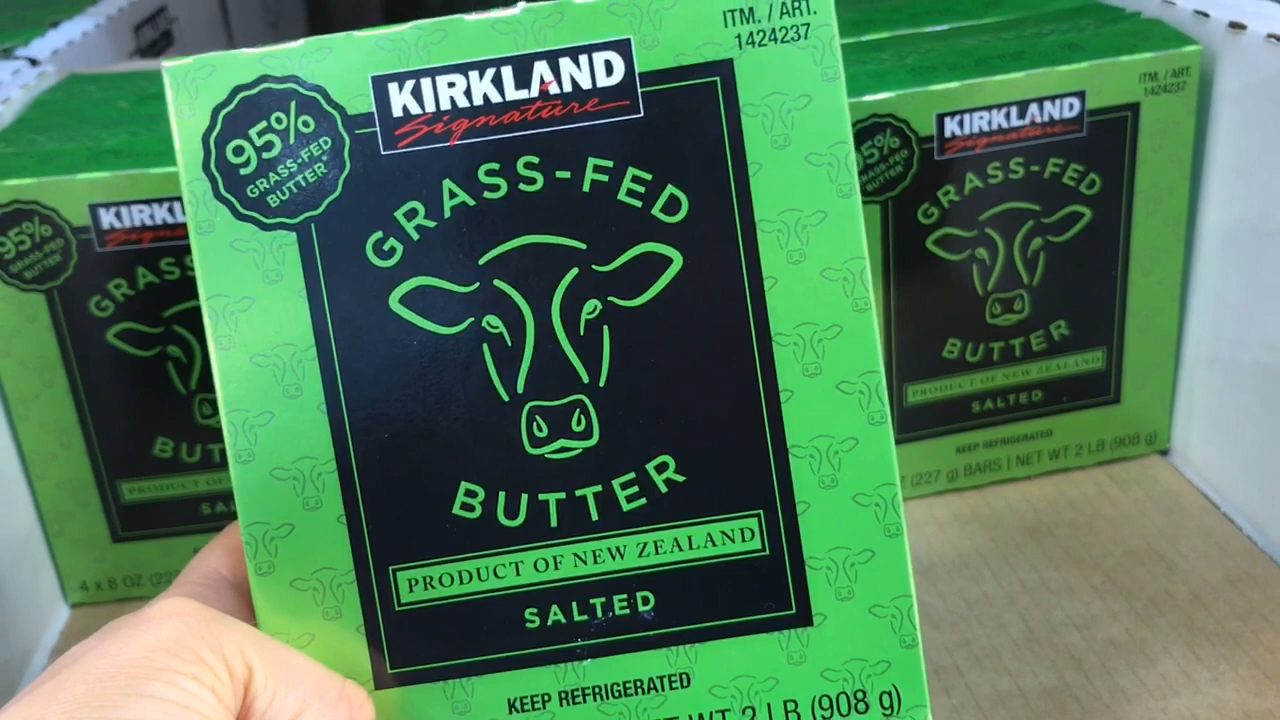 ITM. / ART.
1424237
KIRKLAND
Signature
95%
GRASS-FED
BUTTER*
GRASS-FED
BUTTER
PRODUCT OF NEW ZEALAND
SALTED
KEEP REFRIGERATED
NET WT 2 LB (908 g)
95%
GRASS-FED
BUTTER*
KIRKL
Signa
GRASS
BUT
PRODUCT OF
SA
4 x 8 OZ (22
ITM. / ART.
1424237
KIRKLAND
Signature
95%
GRASS-FED
BUTTER*
GRASS-FED
BUTTER
PRODUCT OF NEW ZEALAND
SALTED
KEEP REFRIGERATED
(227 g) BARS | NET WT 2 LB (908 g)